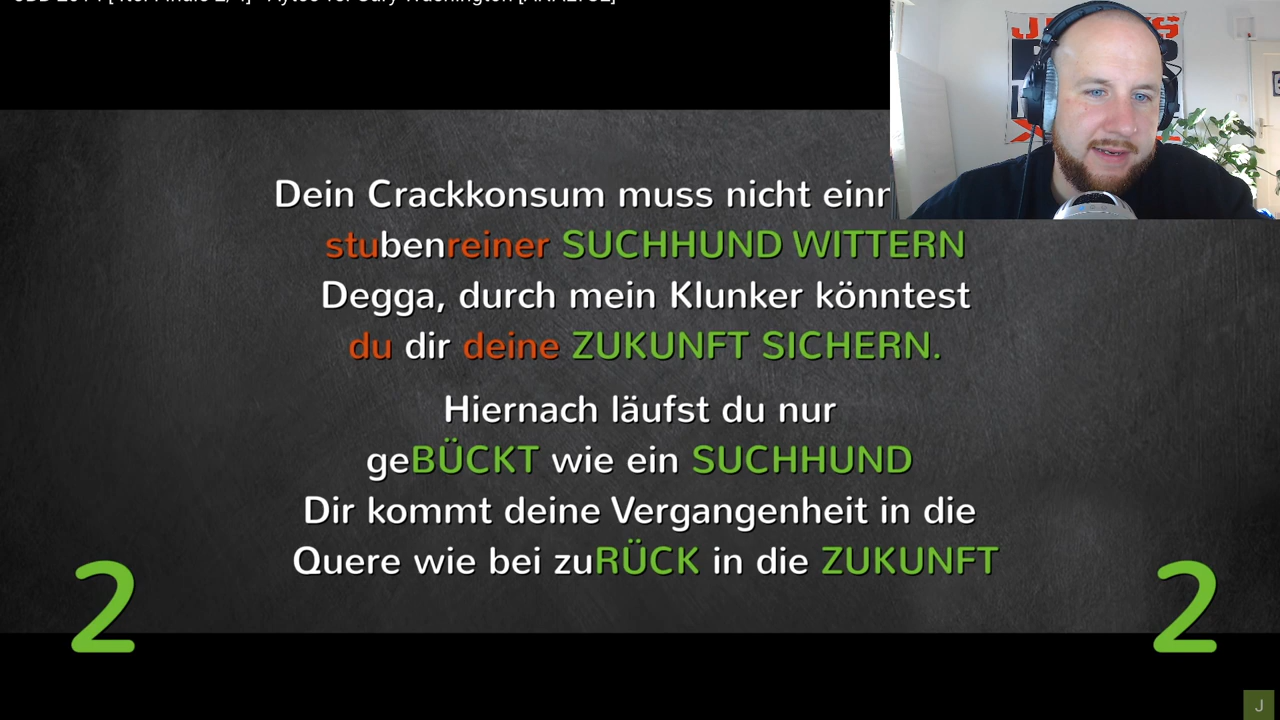 Dein Crackkonsum muss nicht
stubenreiner SUCHHUND WITTERN
Degga, durch mein Klunker könntest
du dir deine ZUKUNFT SICHERN.
Hiernach läufst du nur
geBÜCKT wie ein SUCHHUND
Dir kommt deine Vergangenheit in die
Quere wie bei zuRÜCK in die ZUKUNFT
2 2
J